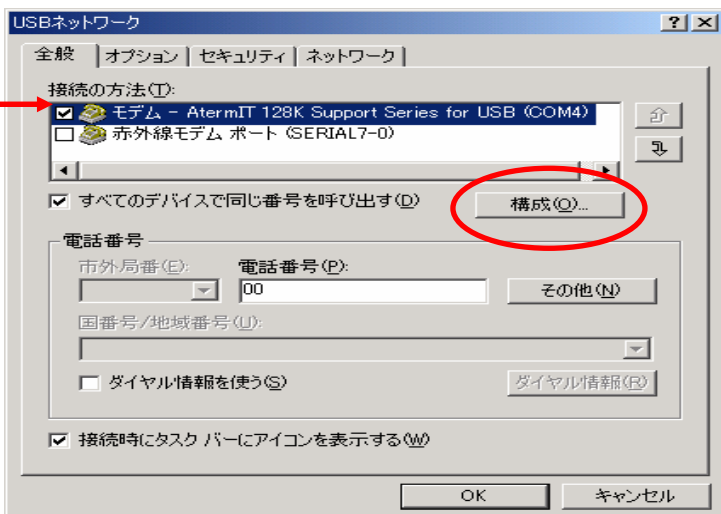 USBネットワーク
全般 オプション セキュリティ ネットワーク
接続の方法(T):
モデム - AtermIT 128K Support Series for USB (COM4)
赤外線モデム ポート (SERIAL7-0)
すべてのデバイスで同じ番号を呼び出す(D) 構成(O)...
電話番号
市外局番(E): 電話番号(P):
00 その他(N)
国番号/地域番号(U):
ダイヤル情報を使う(S) ダイヤル情報(R)
接続時にタスク バーにアイコンを表示する(W)
OK キャンセル